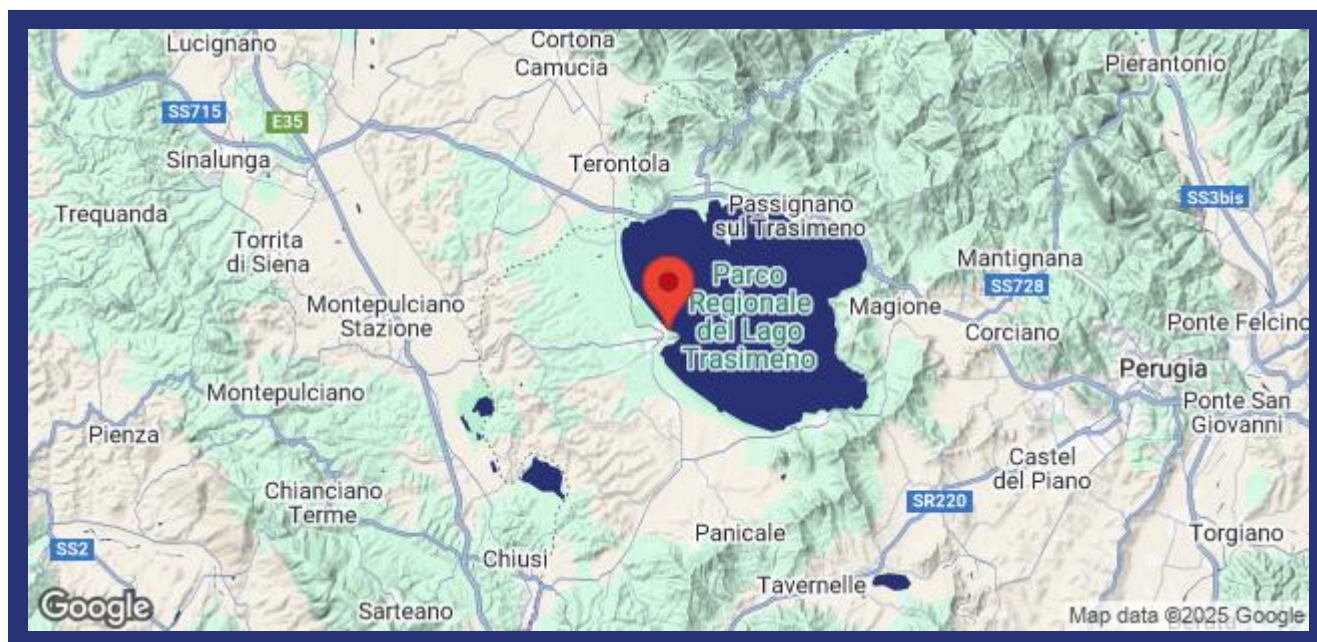 Lucignano
Cortona
Camucia
Pierantonio
SS715
E35
Sinalunga
Terontola
SS3bis
Trequanda
Passignano
sul Trasimeno
Torrita
di Siena
Mantignana
SS728
Parco
Regionale
del Lago
Trasimeno
Montepulciano
Stazione
Magione
Corciano
Ponte Felcino
Perugia
Montepulciano
Ponte San
Giovanni
Pienza
Castel
del Piano
Chianciano
Terme
SR220
Panicale
Torgiano
SS2
Chiusi
Tavernelle
Sarteano
Google
Map data ©2025 Google